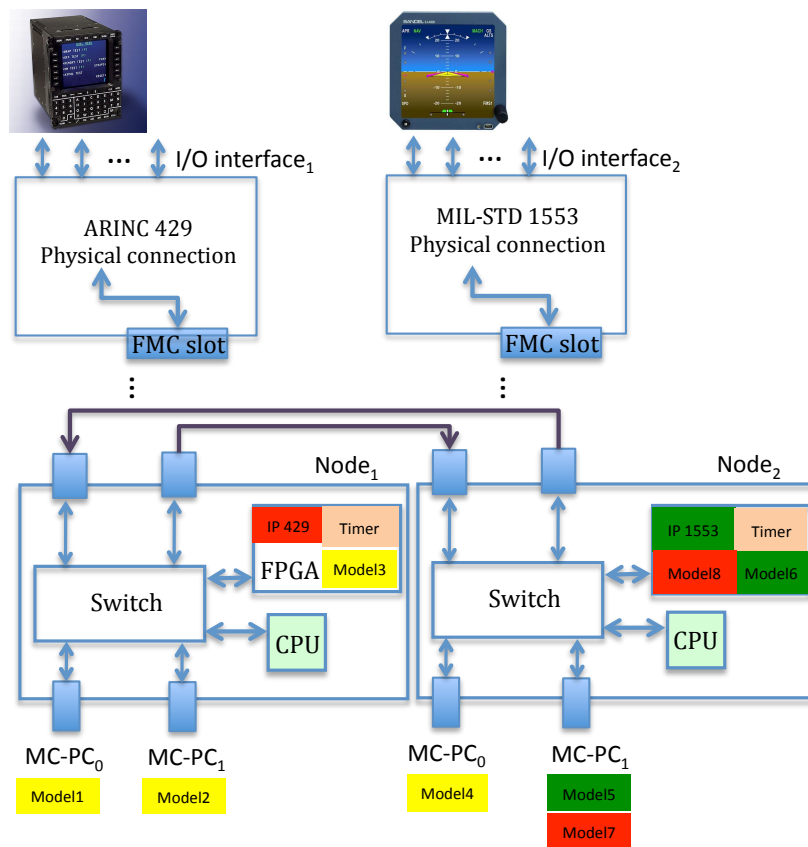 ... I/O interface1
... I/O interface2
ARINC 429
Physical connection
MIL-STD 1553
Physical connection
FMC slot
FMC slot
...
...
Node1
Node2
IP 429
Timer
FPGA
Model3
Switch
CPU
IP 1553
Timer
Model8
Model6
Switch
CPU
MC-PC0
MC-PC1
Model1
Model2
MC-PC0
MC-PC1
Model4
Model5
Model7